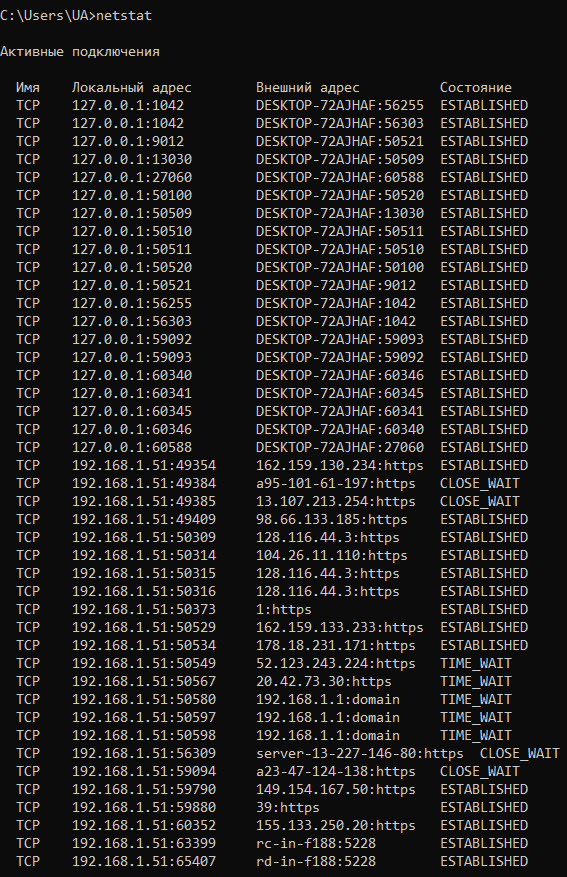 C:\Users\UA>netstat
Активные подключения
Имя Локальный адрес Внешний адрес Состояние
TCP 127.0.0.1:1042 DESKTOP-72AJHAF:56255 ESTABLISHED
TCP 127.0.0.1:1042 DESKTOP-72AJHAF:56303 ESTABLISHED
TCP 127.0.0.1:9012 DESKTOP-72AJHAF:50521 ESTABLISHED
TCP 127.0.0.1:13030 DESKTOP-72AJHAF:50509 ESTABLISHED
TCP 127.0.0.1:27060 DESKTOP-72AJHAF:60588 ESTABLISHED
TCP 127.0.0.1:50100 DESKTOP-72AJHAF:50520 ESTABLISHED
TCP 127.0.0.1:50509 DESKTOP-72AJHAF:13030 ESTABLISHED
TCP 127.0.0.1:50510 DESKTOP-72AJHAF:50511 ESTABLISHED
TCP 127.0.0.1:50511 DESKTOP-72AJHAF:50510 ESTABLISHED
TCP 127.0.0.1:50520 DESKTOP-72AJHAF:50100 ESTABLISHED
TCP 127.0.0.1:50521 DESKTOP-72AJHAF:9012 ESTABLISHED
TCP 127.0.0.1:56255 DESKTOP-72AJHAF:1042 ESTABLISHED
TCP 127.0.0.1:56303 DESKTOP-72AJHAF:1042 ESTABLISHED
TCP 127.0.0.1:59092 DESKTOP-72AJHAF:59093 ESTABLISHED
TCP 127.0.0.1:59093 DESKTOP-72AJHAF:59092 ESTABLISHED
TCP 127.0.0.1:60340 DESKTOP-72AJHAF:60346 ESTABLISHED
TCP 127.0.0.1:60341 DESKTOP-72AJHAF:60345 ESTABLISHED
TCP 127.0.0.1:60345 DESKTOP-72AJHAF:60341 ESTABLISHED
TCP 127.0.0.1:60346 DESKTOP-72AJHAF:60340 ESTABLISHED
TCP 127.0.0.1:60588 DESKTOP-72AJHAF:27060 ESTABLISHED
TCP 192.168.1.51:49354 162.159.130.234:https ESTABLISHED
TCP 192.168.1.51:49384 a95-101-61-197:https CLOSE_WAIT
TCP 192.168.1.51:49385 13.107.213.254:https CLOSE_WAIT
TCP 192.168.1.51:49409 98.66.133.185:https ESTABLISHED
TCP 192.168.1.51:50309 128.116.44.3:https ESTABLISHED
TCP 192.168.1.51:50314 104.26.11.110:https ESTABLISHED
TCP 192.168.1.51:50315 128.116.44.3:https ESTABLISHED
TCP 192.168.1.51:50316 128.116.44.3:https ESTABLISHED
TCP 192.168.1.51:50373 1:https ESTABLISHED
TCP 192.168.1.51:50529 162.159.133.233:https ESTABLISHED
TCP 192.168.1.51:50534 178.18.231.171:https ESTABLISHED
TCP 192.168.1.51:50549 52.123.243.224:https TIME_WAIT
TCP 192.168.1.51:50567 20.42.73.30:https TIME_WAIT
TCP 192.168.1.51:50580 192.168.1.1:domain TIME_WAIT
TCP 192.168.1.51:50597 192.168.1.1:domain TIME_WAIT
TCP 192.168.1.51:50598 192.168.1.1:domain TIME_WAIT
TCP 192.168.1.51:56309 server-13-227-146-80:https CLOSE_WAIT
TCP 192.168.1.51:59094 a23-47-124-138:https CLOSE_WAIT
TCP 192.168.1.51:59790 149.154.167.50:https ESTABLISHED
TCP 192.168.1.51:59880 39:https ESTABLISHED
TCP 192.168.1.51:60352 155.133.250.20:https ESTABLISHED
TCP 192.168.1.51:63399 rc-in-f188:5228 ESTABLISHED
TCP 192.168.1.51:65407 rd-in-f188:5228 ESTABLISHED